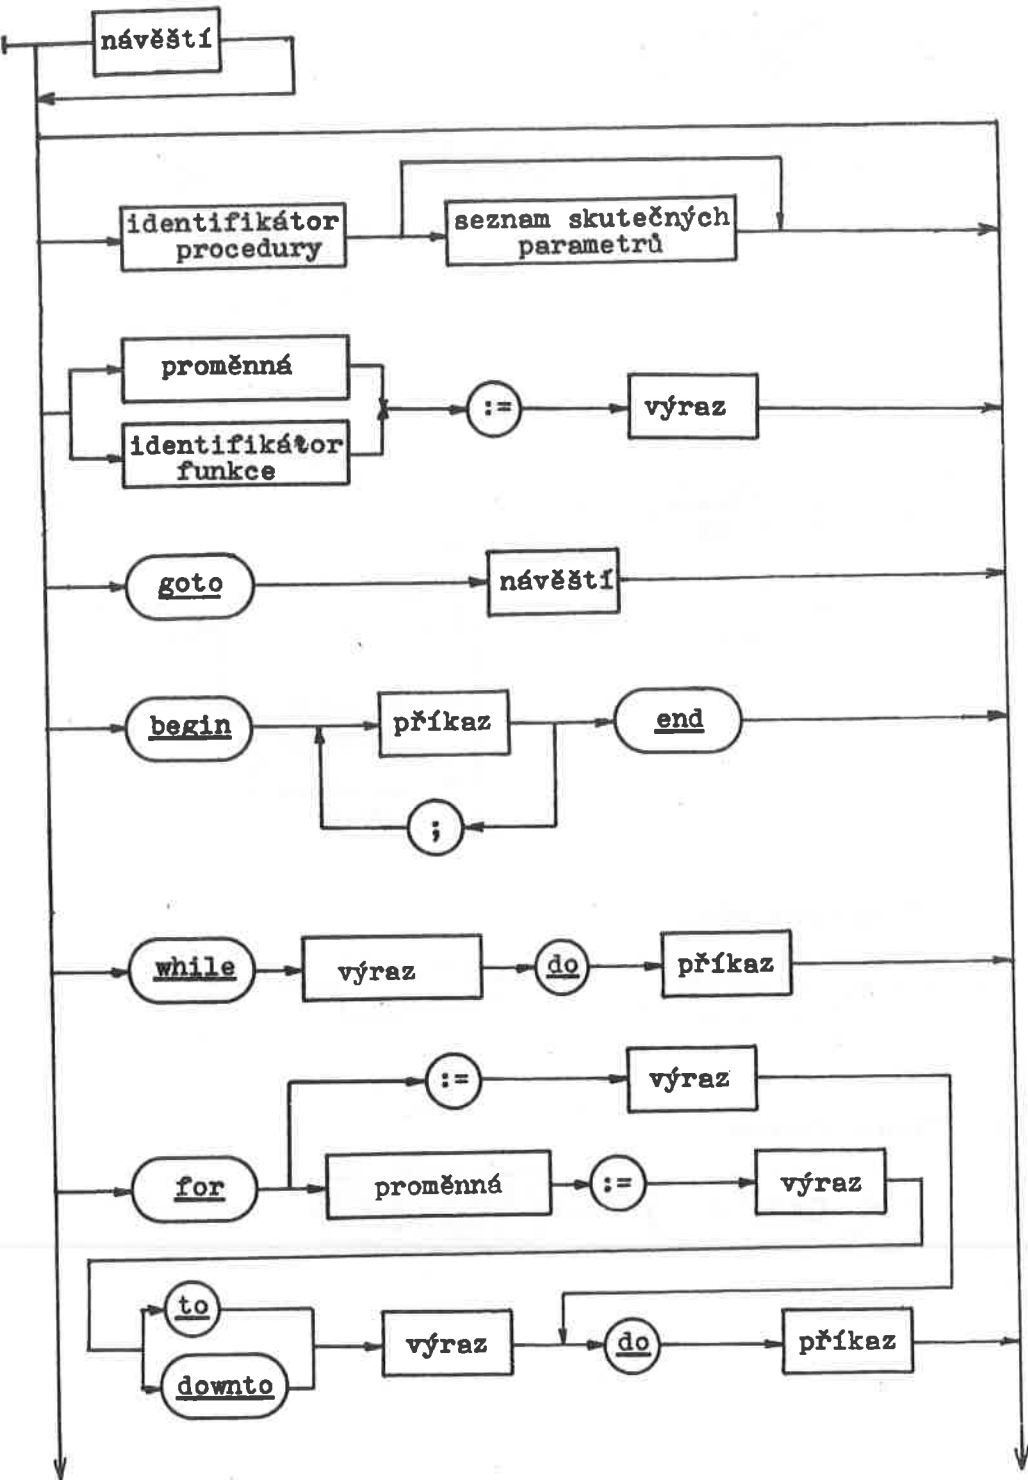 návěští
identifikátor
procedury
seznam skutečných
parametrů
proměnná
identifikátor
funkce
:=
výraz
goto
návěští
begin
příkaz
end
;
while
výraz
do
příkaz
:=
výraz
for
proměnná
:=
výraz
to
downto
výraz
do
příkaz